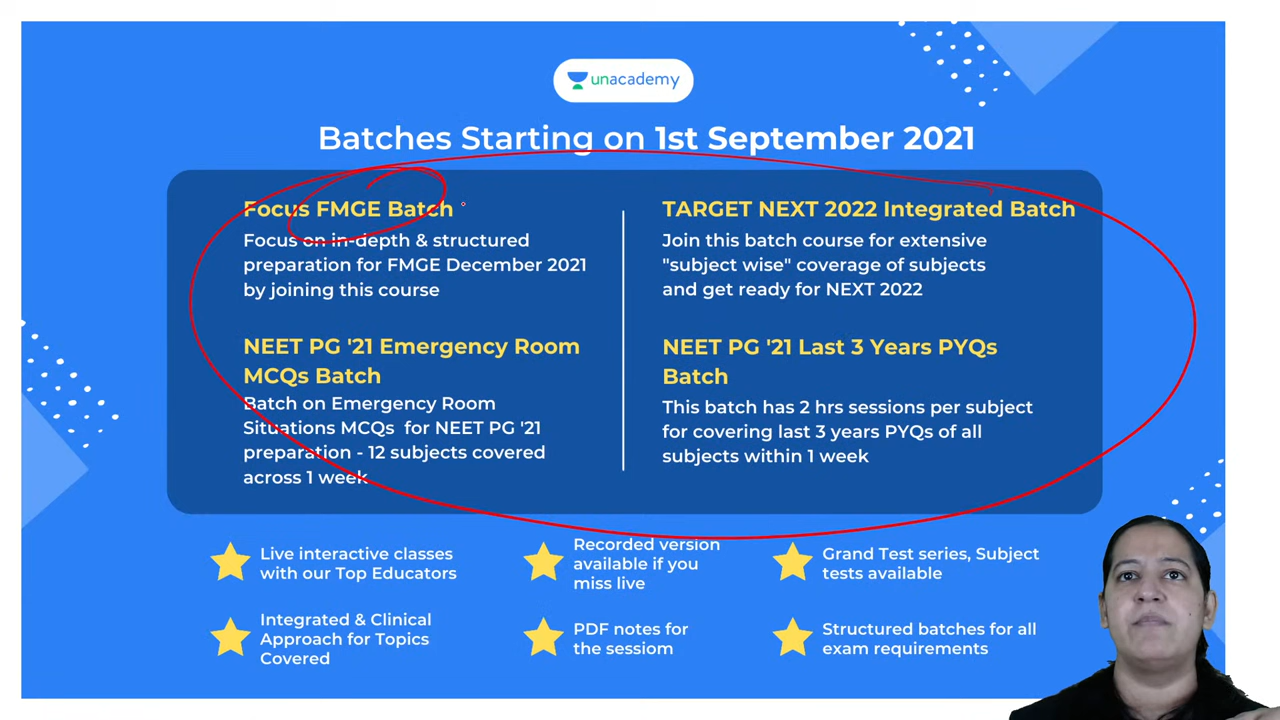 unacademy
Batches Starting on 1st September 2021
Focus FMGE Batch
Focus on in-depth & structured
preparation for FMGE December 2021
by joining this course
NEET PG '21 Emergency Room
MCQs Batch
Batch on Emergency Room
Situations MCQs for NEET PG '21
preparation - 12 subjects covered
across 1 week
TARGET NEXT 2022 Integrated Batch
Join this batch course for extensive
"subject wise" coverage of subjects
and get ready for NEXT 2022
NEET PG '21 Last 3 Years PYQs
Batch
This batch has 2 hrs sessions per subject
for covering last 3 years PYQs of all
subjects within 1 week
Live interactive classes
with our Top Educators
Recorded version
available if you
miss live
Grand Test series, Subject
tests available
Integrated & Clinical
Approach for Topics
Covered
PDF notes for
the sessiom
Structured batches for all
exam requirements